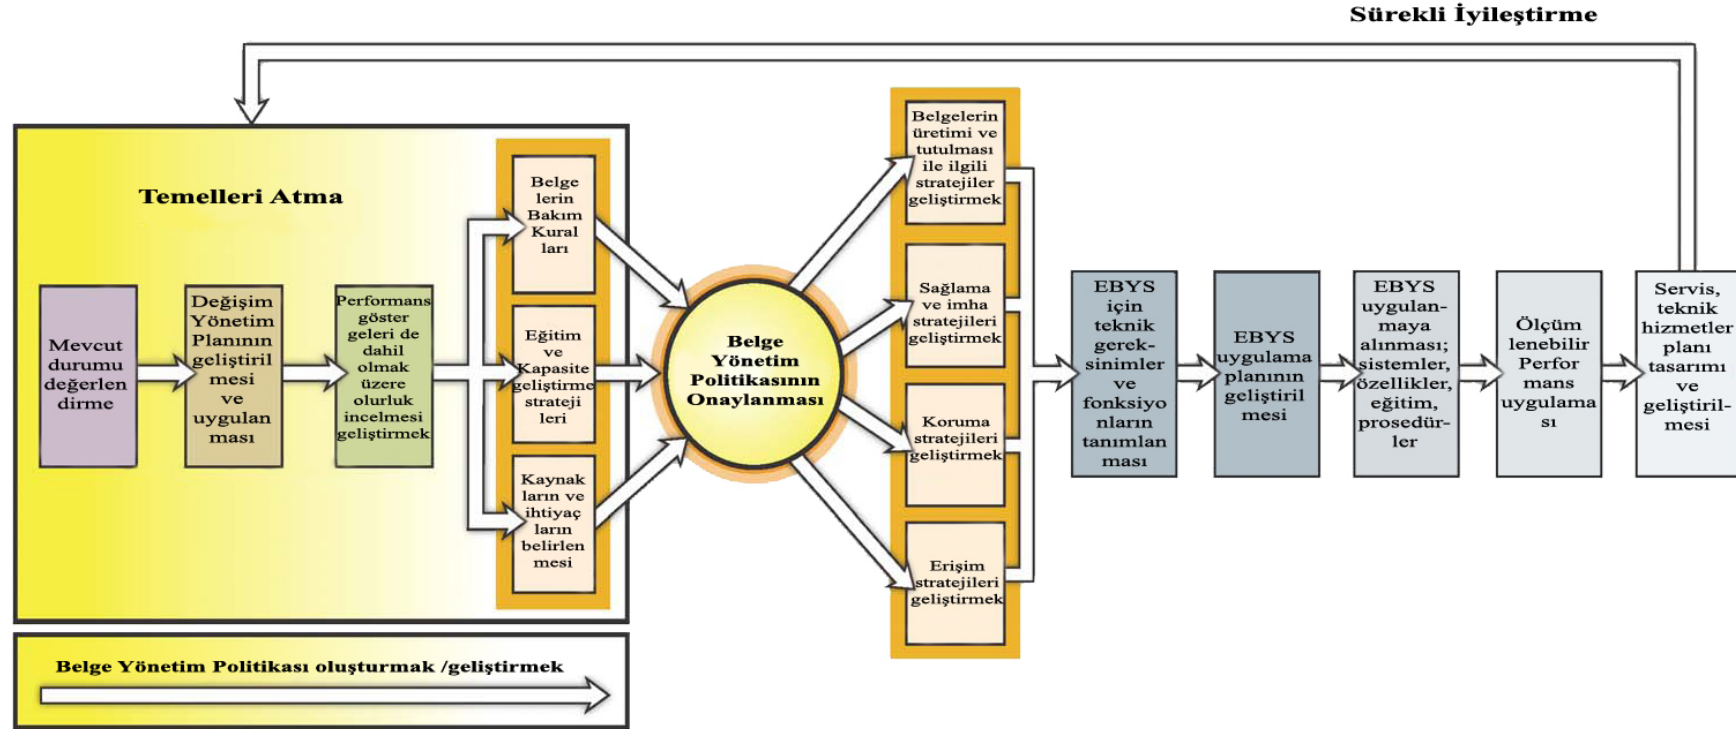 Sürekli İyileştirme
Temelleri Atma
Mevcut
durumu
değerlen
dirme
Değişim
Yönetim
Planının
geliştiril
mesi
ve
uygulan
ması
Performans
göster
geleri de
dahil
olmak
üzere
olurluk
incelmesi
geliştirmek
Belge
lerin
Bakım
Kural
ları
Eğitim
ve
Kapasite
geliştirme
strateji
leri
Kaynak
ların ve
ihtiyaç
ların
belirlen
mesi
Belge Yönetim Politikası oluşturmak /geliştirmek
Belge
Yönetim
Politikasının
Onaylanması
Belgelerin
üretimi ve
tutulması
ile ilgili
stratejiler
geliştirmek
Sağlama
ve imha
stratejileri
geliştirmek
Koruma
stratejileri
geliştirmek
Erişim
stratejileri
geliştirmek
EBYS
için
teknik
gerek-
sinimler
ve
fonksiyo
nların
tanımlan
ması
EBYS
uygulama
planının
geliştiril
mesi
EBYS
uygulan-
maya
alınması;
sistemler,
özellikler,
eğitim,
prosedür-
ler
Ölçüm
lenebilir
Perfor
mans
uygulama
sı
Servis,
teknik
hizmetler
planı
tasarımı
ve
geliştiril-
mesi